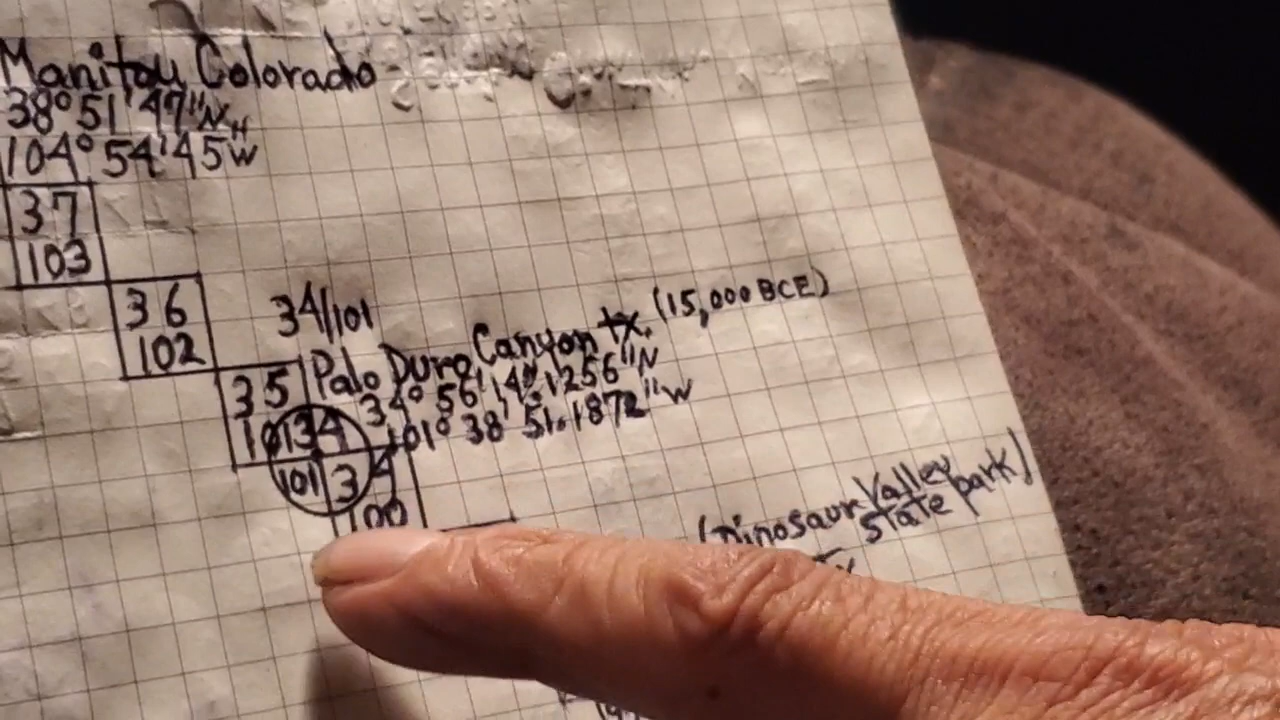 Manitou Colorado
38° 51' 47"N
104° 54' 45"W
37
103
36
102
34/101
Palo Duro Canyon tx. (15,000 BCE)
34° 56' 14.1256"N
101° 38' 51.1872"W
35
101
34
101
34
100
(Dinosaur Valley
State park)